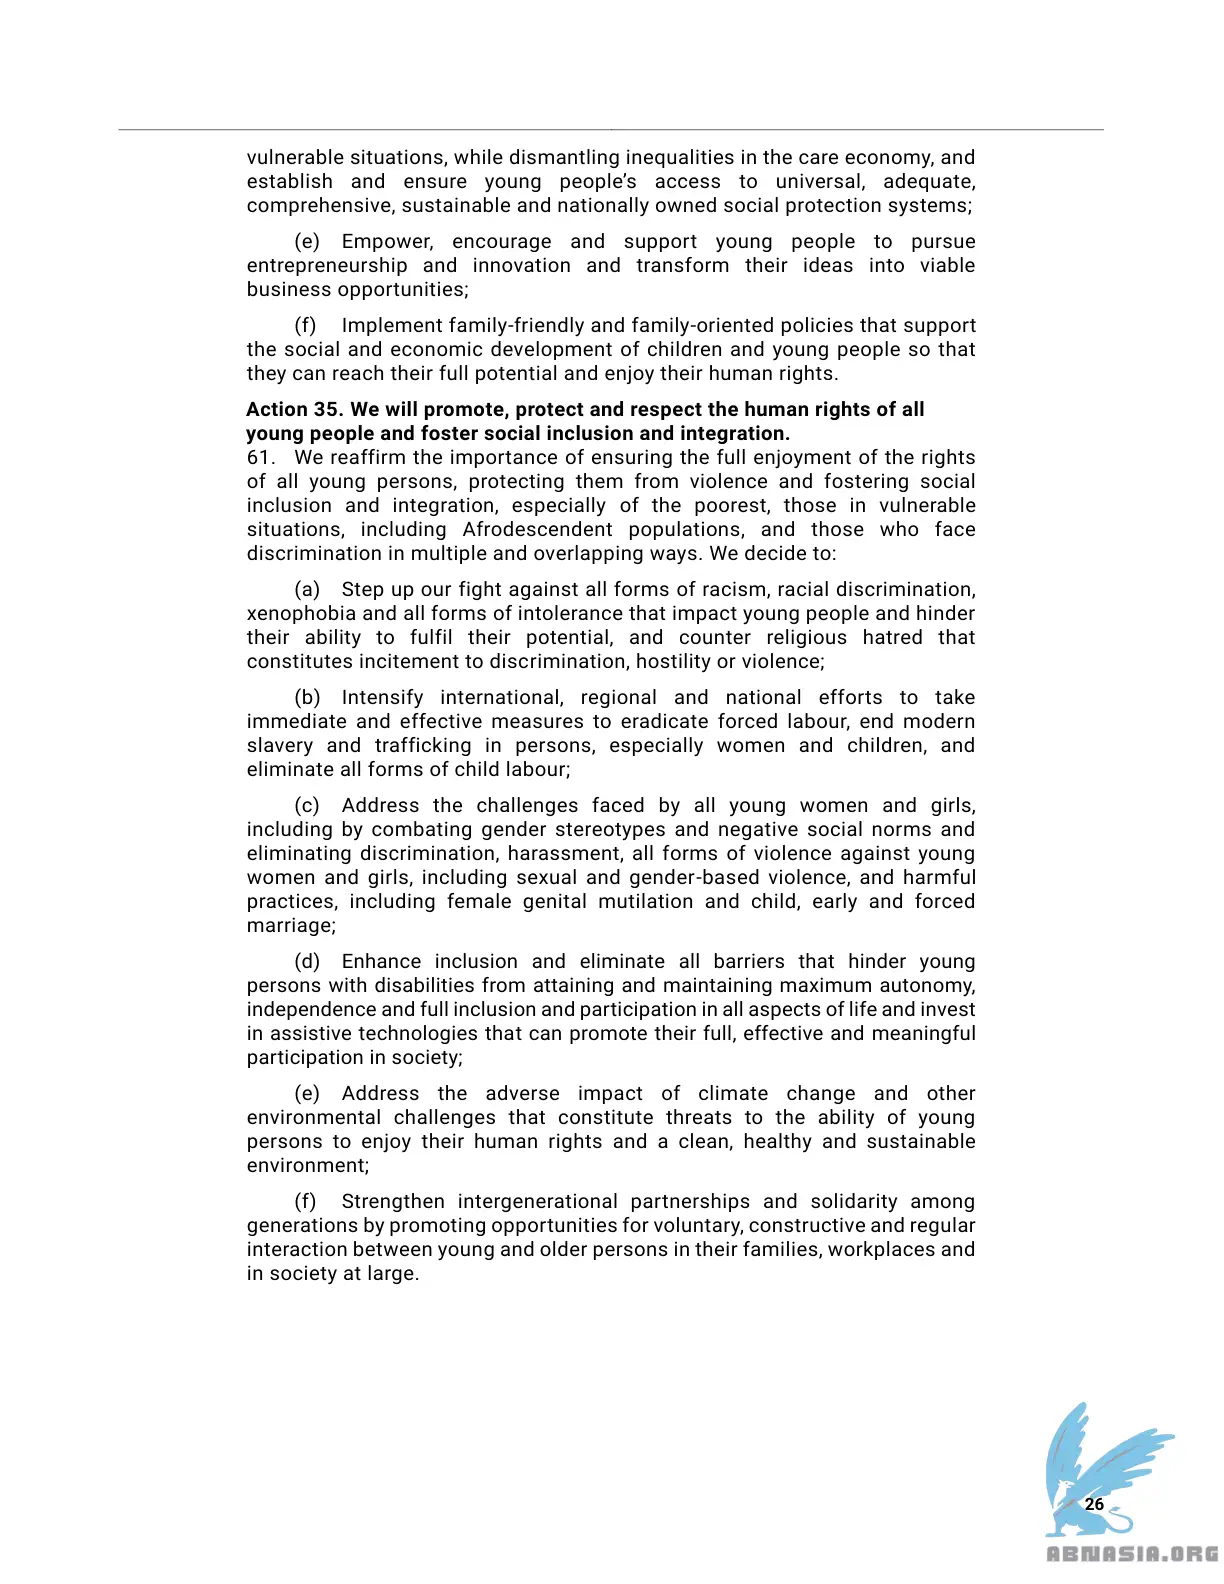 vulnerable situations, while dismantling inequalities in the care economy, and
establish and ensure young people’s access to universal, adequate,
comprehensive, sustainable and nationally owned social protection systems;
(e) Empower, encourage and support young people to pursue
entrepreneurship and innovation and transform their ideas into viable
business opportunities;
(f) Implement family-friendly and family-oriented policies that support
the social and economic development of children and young people so that
they can reach their full potential and enjoy their human rights.
Action 35. We will promote, protect and respect the human rights of all
young people and foster social inclusion and integration.
61. We reaffirm the importance of ensuring the full enjoyment of the rights
of all young persons, protecting them from violence and fostering social
inclusion and integration, especially of the poorest, those in vulnerable
situations, including Afrodescendent populations, and those who face
discrimination in multiple and overlapping ways. We decide to:
(a) Step up our fight against all forms of racism, racial discrimination,
xenophobia and all forms of intolerance that impact young people and hinder
their ability to fulfil their potential, and counter religious hatred that
constitutes incitement to discrimination, hostility or violence;
(b) Intensify international, regional and national efforts to take
immediate and effective measures to eradicate forced labour, end modern
slavery and trafficking in persons, especially women and children, and
eliminate all forms of child labour;
(c) Address the challenges faced by all young women and girls,
including by combating gender stereotypes and negative social norms and
eliminating discrimination, harassment, all forms of violence against young
women and girls, including sexual and gender-based violence, and harmful
practices, including female genital mutilation and child, early and forced
marriage;
(d) Enhance inclusion and eliminate all barriers that hinder young
persons with disabilities from attaining and maintaining maximum autonomy,
independence and full inclusion and participation in all aspects of life and invest
in assistive technologies that can promote their full, effective and meaningful
participation in society;
(e) Address the adverse impact of climate change and other
environmental challenges that constitute threats to the ability of young
persons to enjoy their human rights and a clean, healthy and sustainable
environment;
(f) Strengthen intergenerational partnerships and solidarity among
generations by promoting opportunities for voluntary, constructive and regular
interaction between young and older persons in their families, workplaces and
in society at large.
26
ABNASIA.ORG